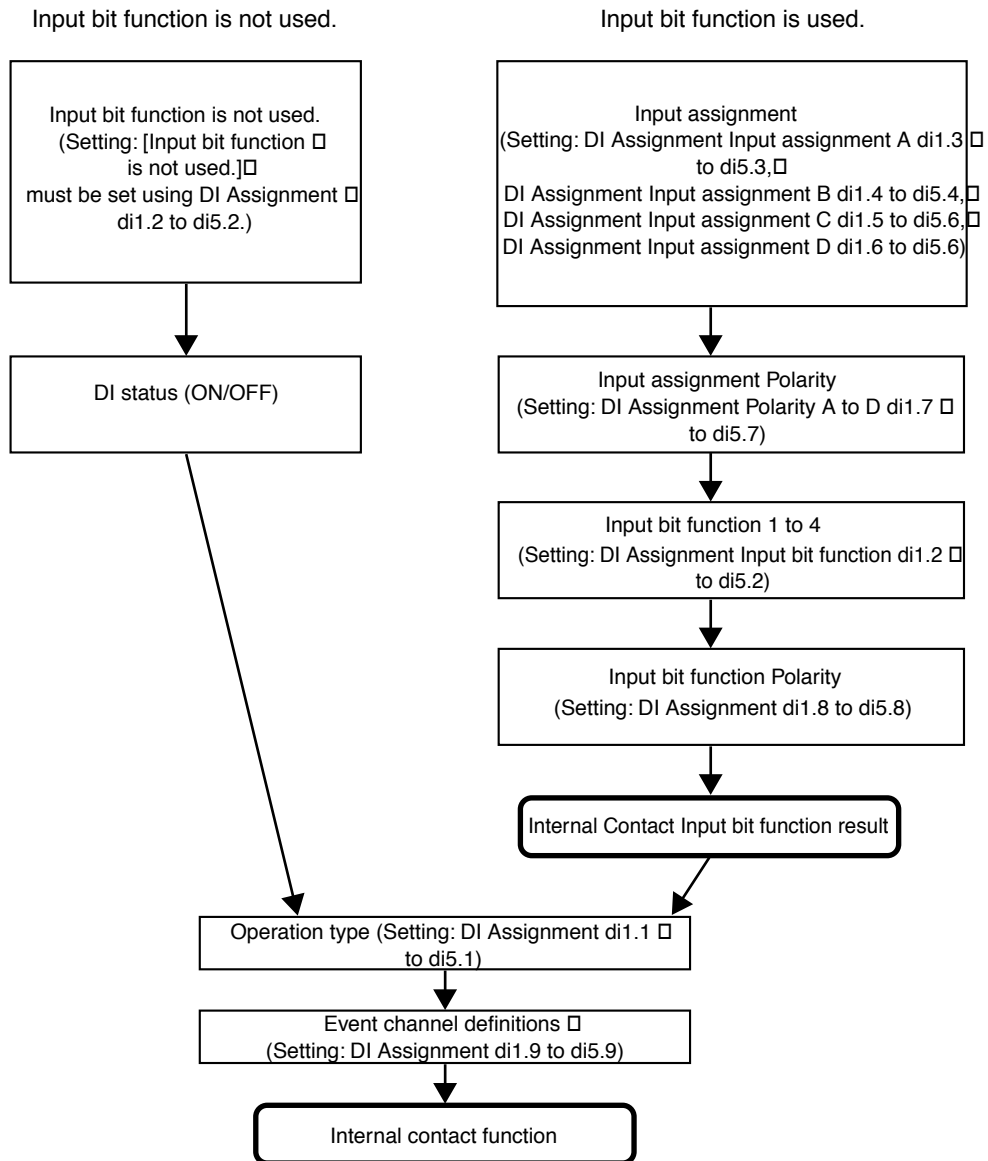 Input bit function is not used.
Input bit function is used.
Input bit function is not used.
(Setting: [Input bit function □
is not used.]□
must be set using DI Assignment □
di1.2 to di5.2.)
DI status (ON/OFF)
Input assignment
(Setting: DI Assignment Input assignment A di1.3 □
to di5.3,□
DI Assignment Input assignment B di1.4 to di5.4,□
DI Assignment Input assignment C di1.5 to di5.6,□
DI Assignment Input assignment D di1.6 to di5.6)
Input assignment Polarity
(Setting: DI Assignment Polarity A to D di1.7 □
to di5.7)
Input bit function 1 to 4
(Setting: DI Assignment Input bit function di1.2 □
to di5.2)
Input bit function Polarity
(Setting: DI Assignment di1.8 to di5.8)
Internal Contact Input bit function result
Operation type (Setting: DI Assignment di1.1 □
to di5.1)
Event channel definitions □
(Setting: DI Assignment di1.9 to di5.9)
Internal contact function